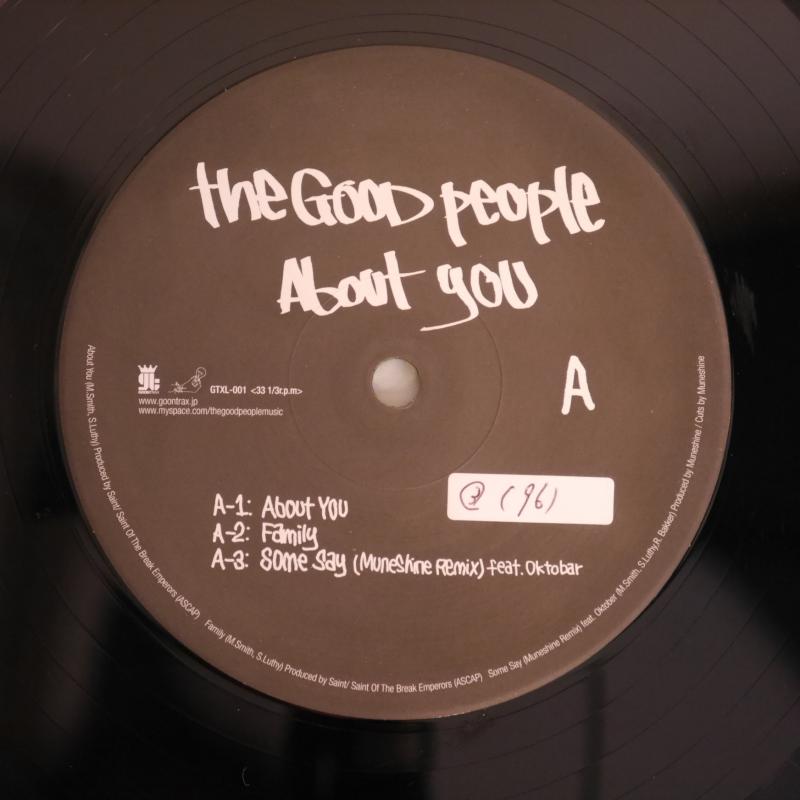 the Good people
About you
gt
GTXL-001 <33 1/3r.p.m>
www.goontrax.jp
www.myspace.com/thegoodpeoplemusic
A
A-1: About You
A-2: Family
A-3: Some Say (Muneshine Remix) feat. Oktobar
(96)
About You (M.Smith, S.Luthy) Produced by Saint/ Saint Of The Break Emperors (ASCAP)
Family (M.Smith, S.Luthy) Produced by Saint/ Saint Of The Break Emperors (ASCAP)
Some Say (Muneshine Remix) feat. Oktober (M.Smith, S.Luthy,R. Bakker) Produced by Muneshine / Cuts by Muneshine